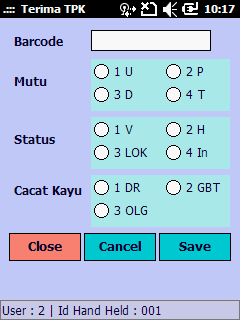 .:::: Terima TPK 10:17
Barcode
Mutu 1 U 2 P
3 D 4 T
Status 1 V 2 H
3 LOK 4 In
Cacat Kayu 1 DR 2 GBT
3 OLG
Close Cancel Save
User : 2 | Id Hand Held : 001